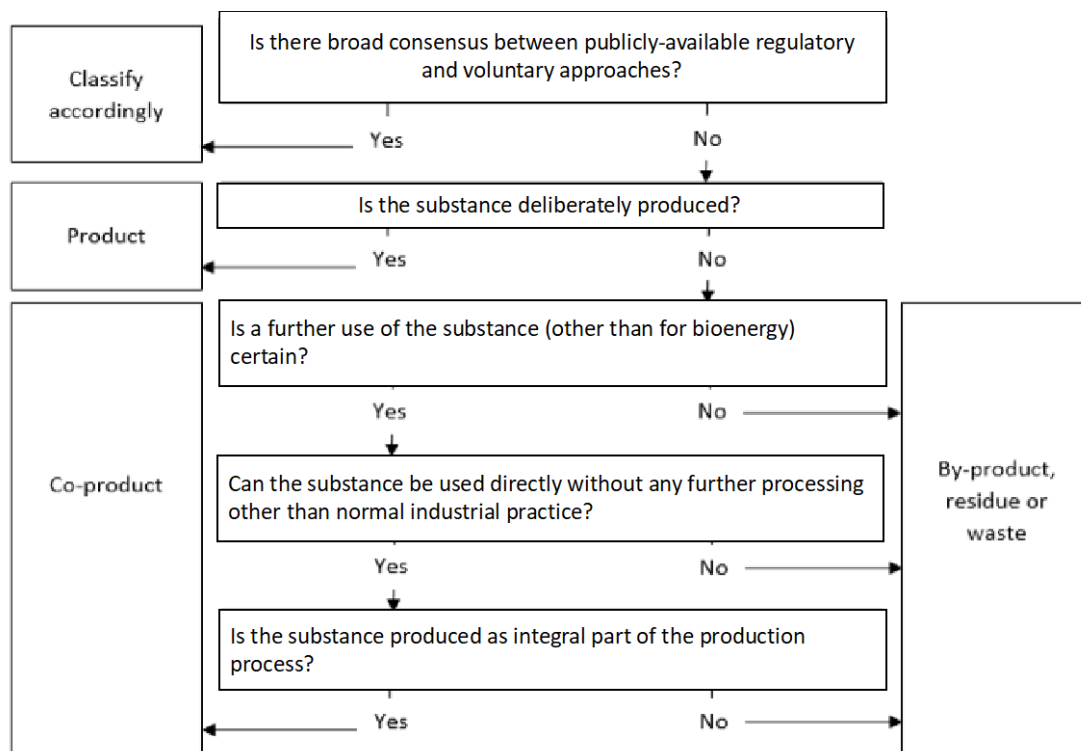 Is there broad consensus between publicly-available regulatory
and voluntary approaches?
Classify
accordingly
Yes
No
Is the substance deliberately produced?
Product
Yes
No
Is a further use of the substance (other than for bioenergy)
certain?
Yes
No
Co-product
Can the substance be used directly without any further processing
other than normal industrial practice?
By-product,
residue or
waste
Yes
No
Is the substance produced as integral part of the production
process?
Yes
No